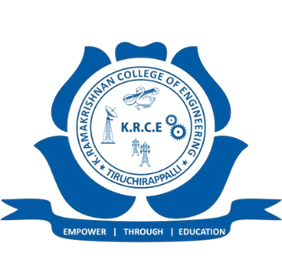 K.RAMAKRISHNAN COLLEGE OF ENGINEERING
K.R.C.E
★ TIRUCHIRAPPALLI ★
EMPOWER | THROUGH | EDUCATION